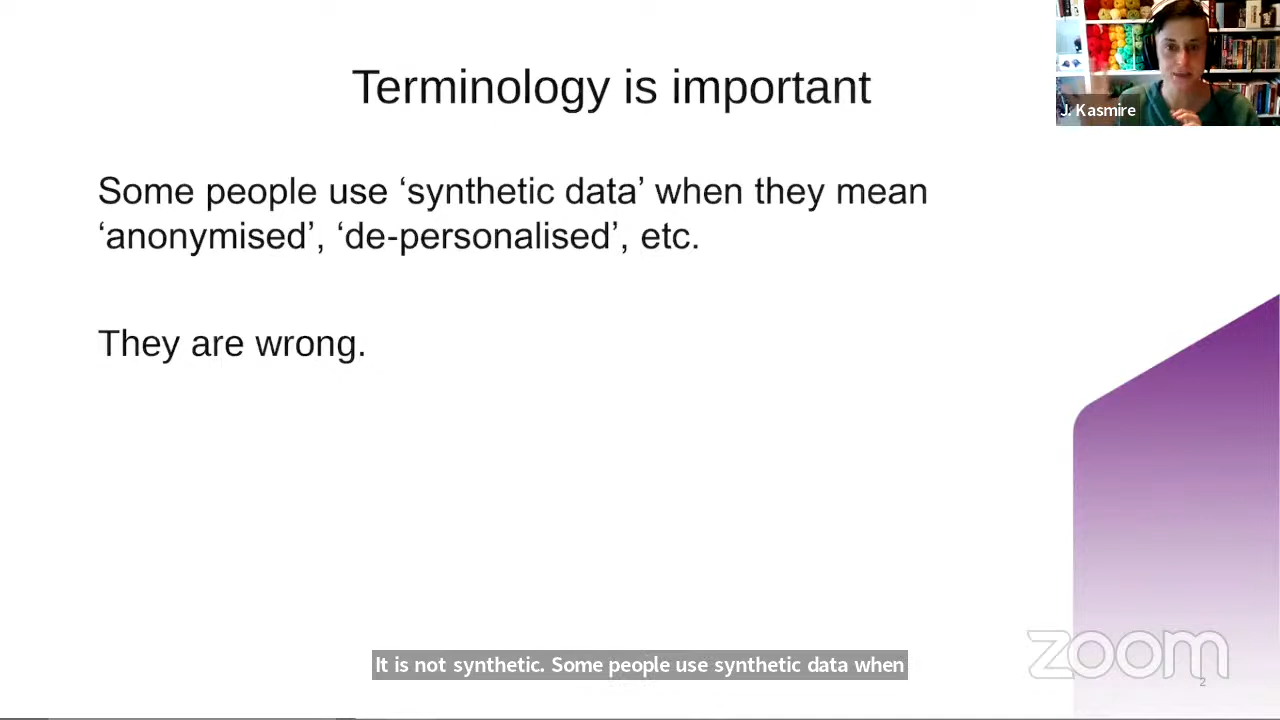 Terminology is important
J. Kasmire
Some people use ‘synthetic data’ when they mean
‘anonymised’, ‘de-personalised’, etc.
They are wrong.
It is not synthetic. Some people use synthetic data when
zoom
2